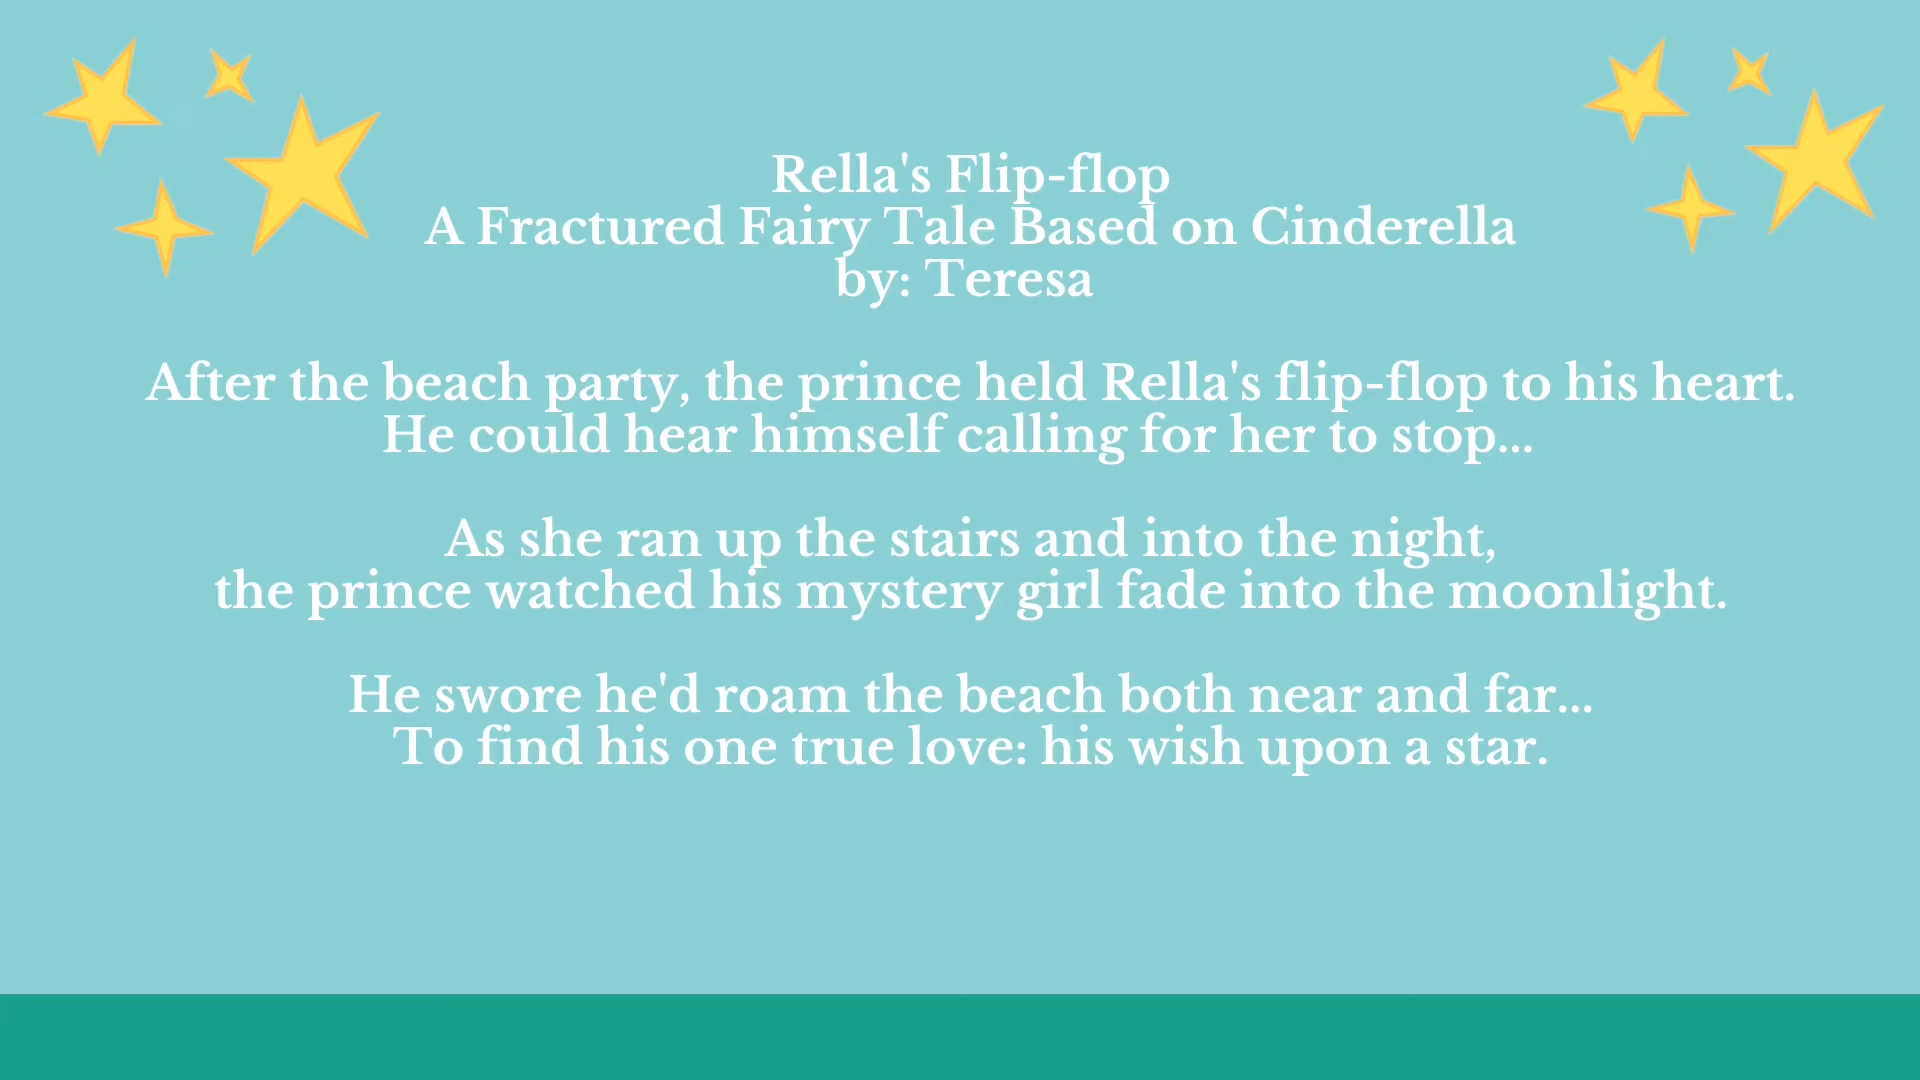 Rella's Flip-flop
A Fractured Fairy Tale Based on Cinderella
by: Teresa
After the beach party, the prince held Rella's flip-flop to his heart.
He could hear himself calling for her to stop...
As she ran up the stairs and into the night,
the prince watched his mystery girl fade into the moonlight.
He swore he'd roam the beach both near and far...
To find his one true love: his wish upon a star.